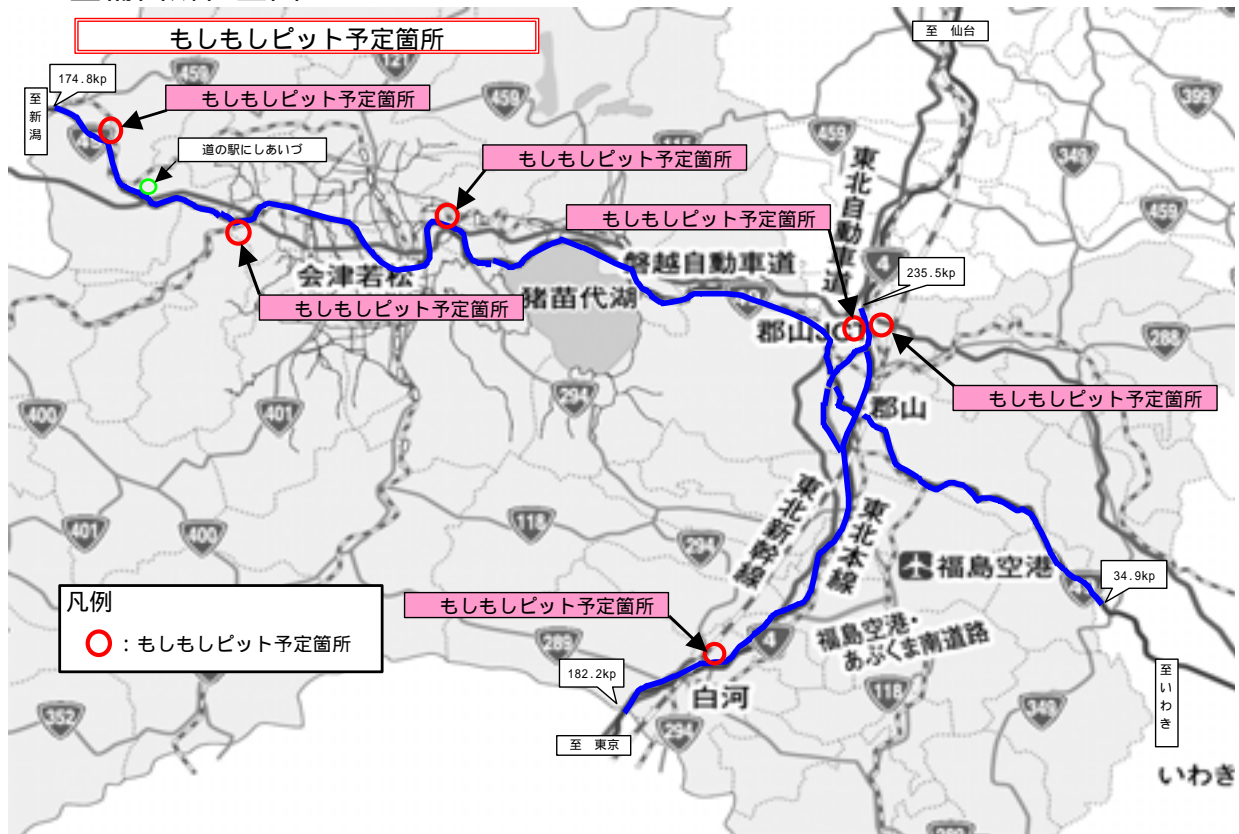 もしもしピット予定箇所
至 仙台
174.8kp
至新潟
459
121
459
399
もしもしピット予定箇所
道の駅にしあいづ
もしもしピット予定箇所
459
349
459
東北自動車道
もしもしピット予定箇所
4
235.5kp
会津若松
磐越自動車道
猪苗代湖
もしもしピット予定箇所
郡山JCT
288
もしもしピット予定箇所
郡山
294
400
401
401
400
118
294
東北新幹線
東北本線
福島空港
34.9kp
凡例
:もしもしピット予定箇所
もしもしピット予定箇所
289
4
福島空港・
あぶくま南道路
182.2kp
白河
118
至いわき
352
294
349
至 東京
いわき